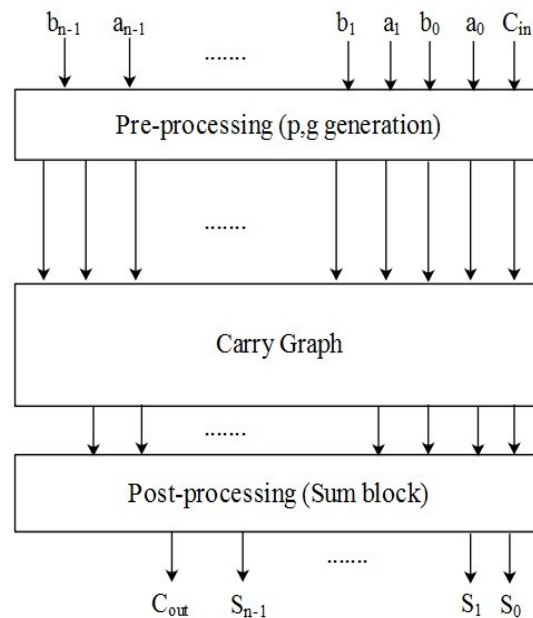 bn-1 an-1 ....... b1 a1 b0 a0 Cin
Pre-processing (p,g generation)
.......
Carry Graph
.......
Post-processing (Sum block)
.......
Cout Sn-1 S1 S0